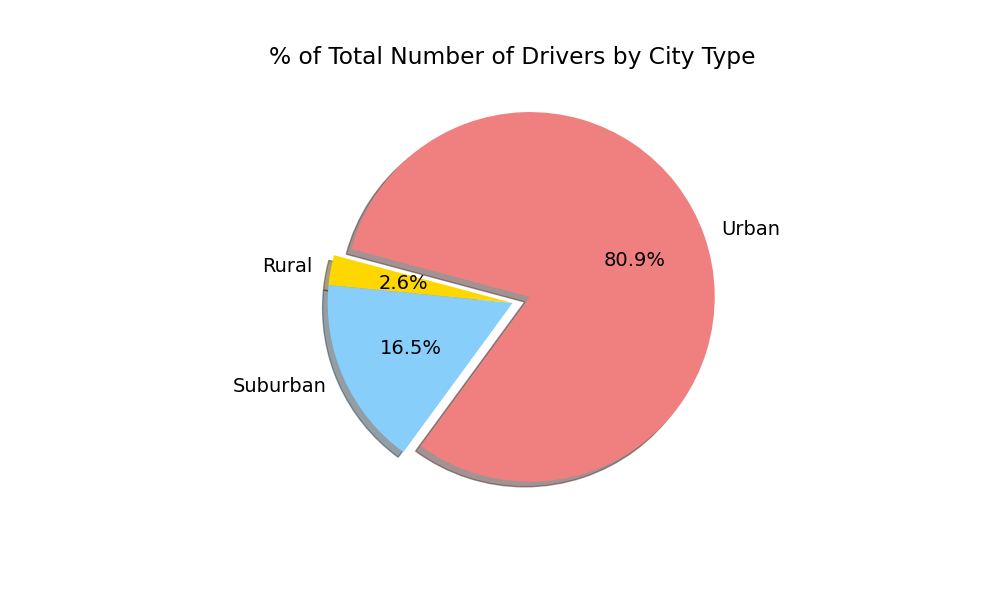 % of Total Number of Drivers by City Type
Urban
80.9%
Rural
2.6%
16.5%
Suburban